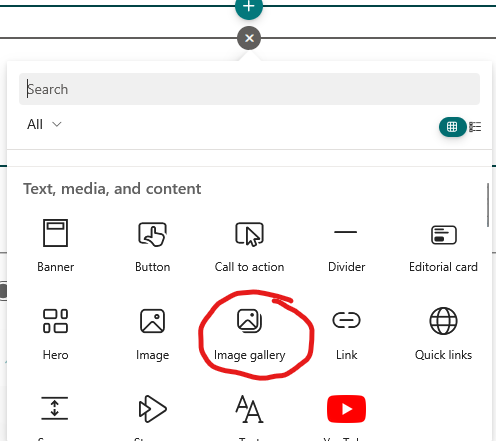 Search
All
Text, media, and content
Banner
Button
Call to action
Divider
Editorial card
Hero
Image
Image gallery
Link
Quick links